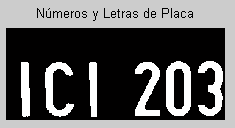 Números y Letras de Placa
ICI 203